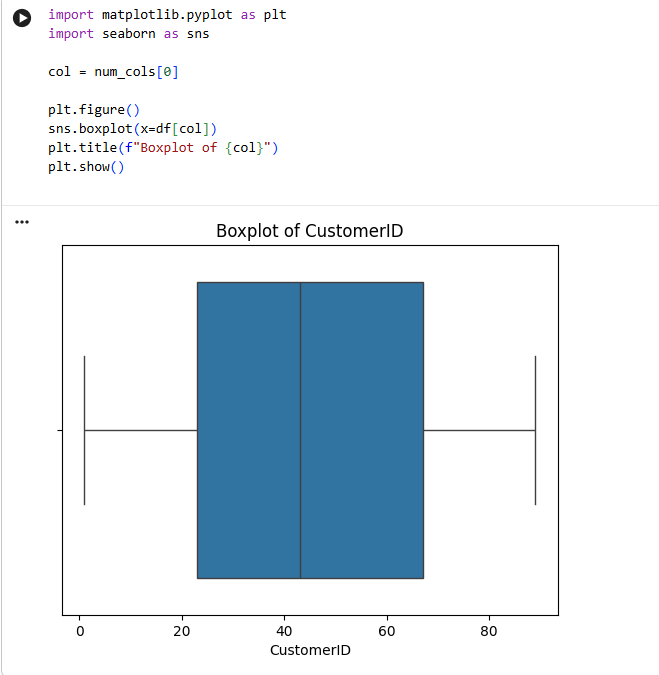 import matplotlib.pyplot as plt
import seaborn as sns
col = num_cols[0]
plt.figure()
sns.boxplot(x=df[col])
plt.title(f"Boxplot of {col}")
plt.show()
Boxplot of CustomerID
0 20 40 60 80
CustomerID